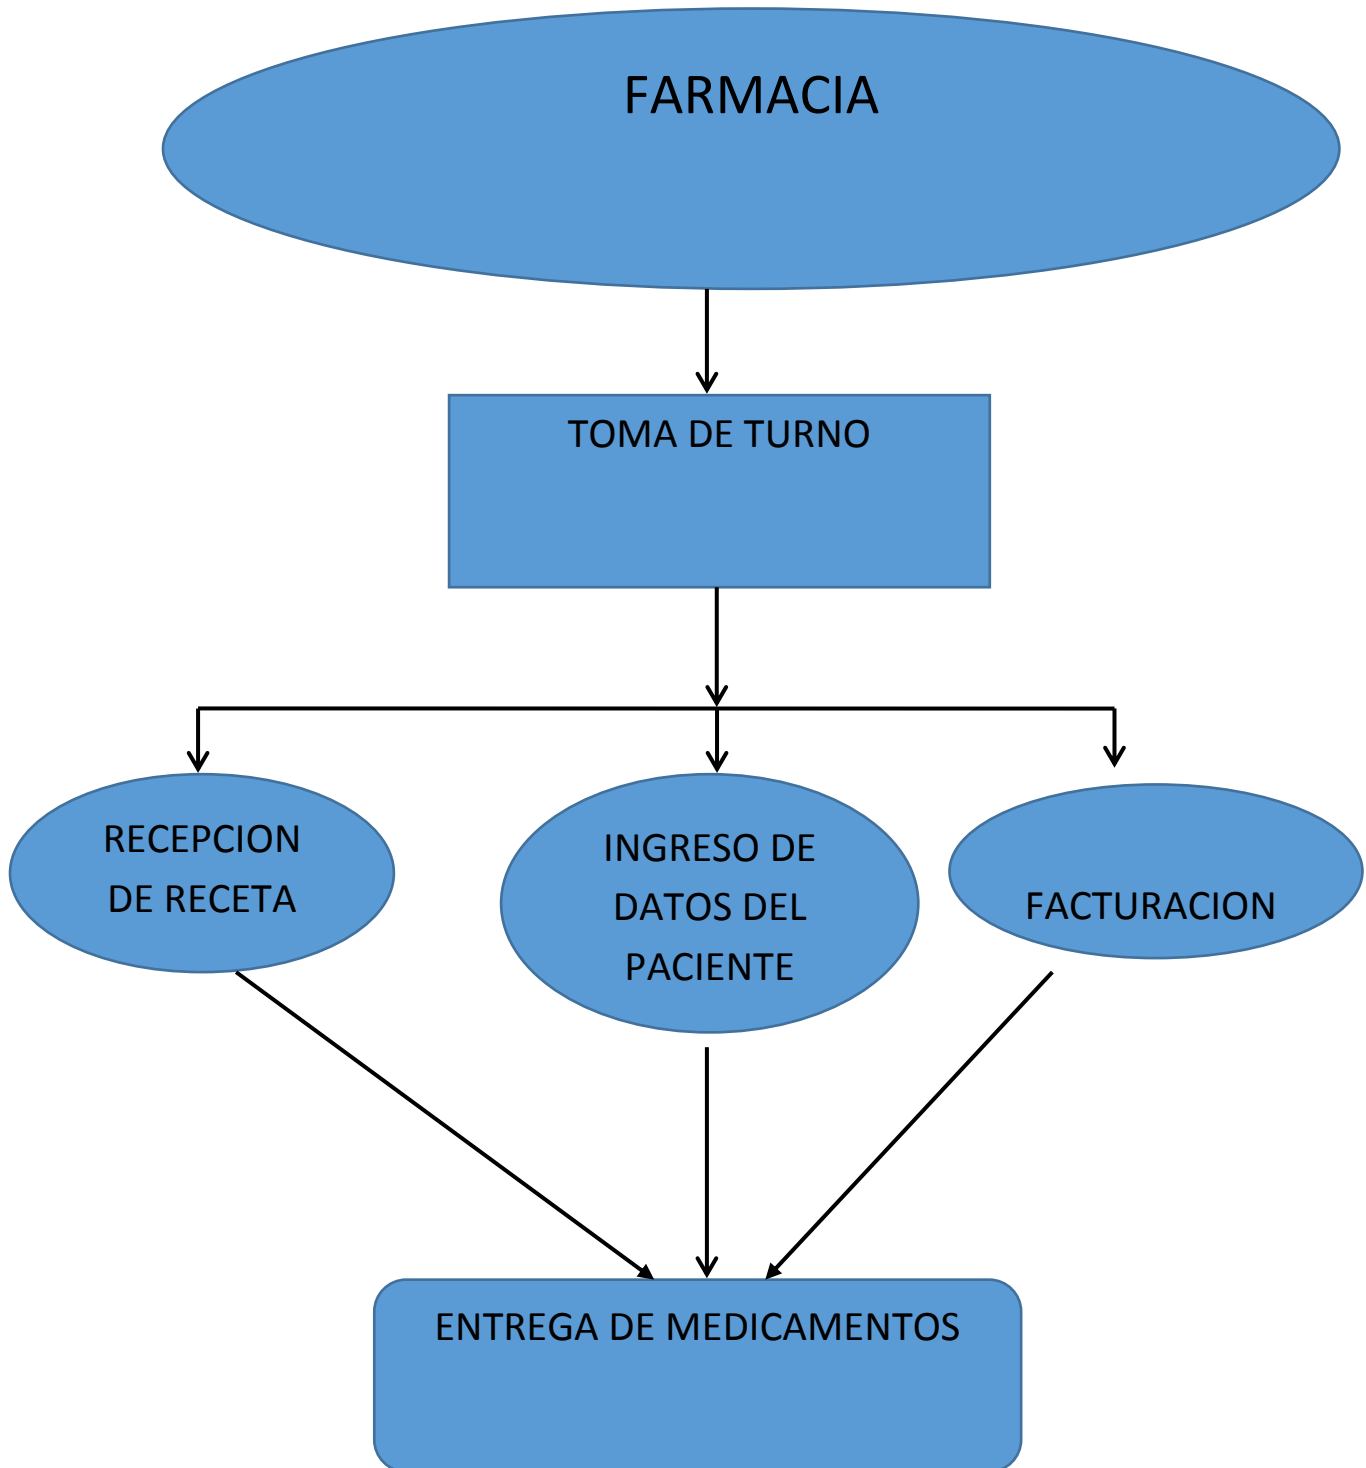 FARMACIA
TOMA DE TURNO
RECEPCION
DE RECETA
INGRESO DE
DATOS DEL
PACIENTE
FACTURACION
ENTREGA DE MEDICAMENTOS